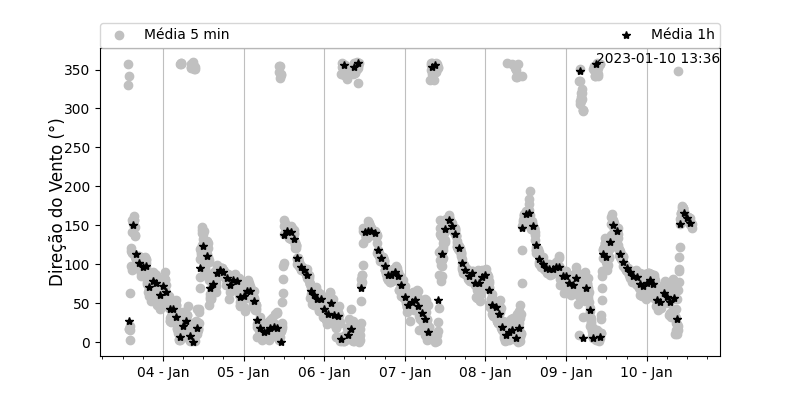 Média 5 min
Média 1h
2023-01-10 13:36
Direção do Vento (°)
350
300
250
200
150
100
50
0
04 - Jan
05 - Jan
06 - Jan
07 - Jan
08 - Jan
09 - Jan
10 - Jan